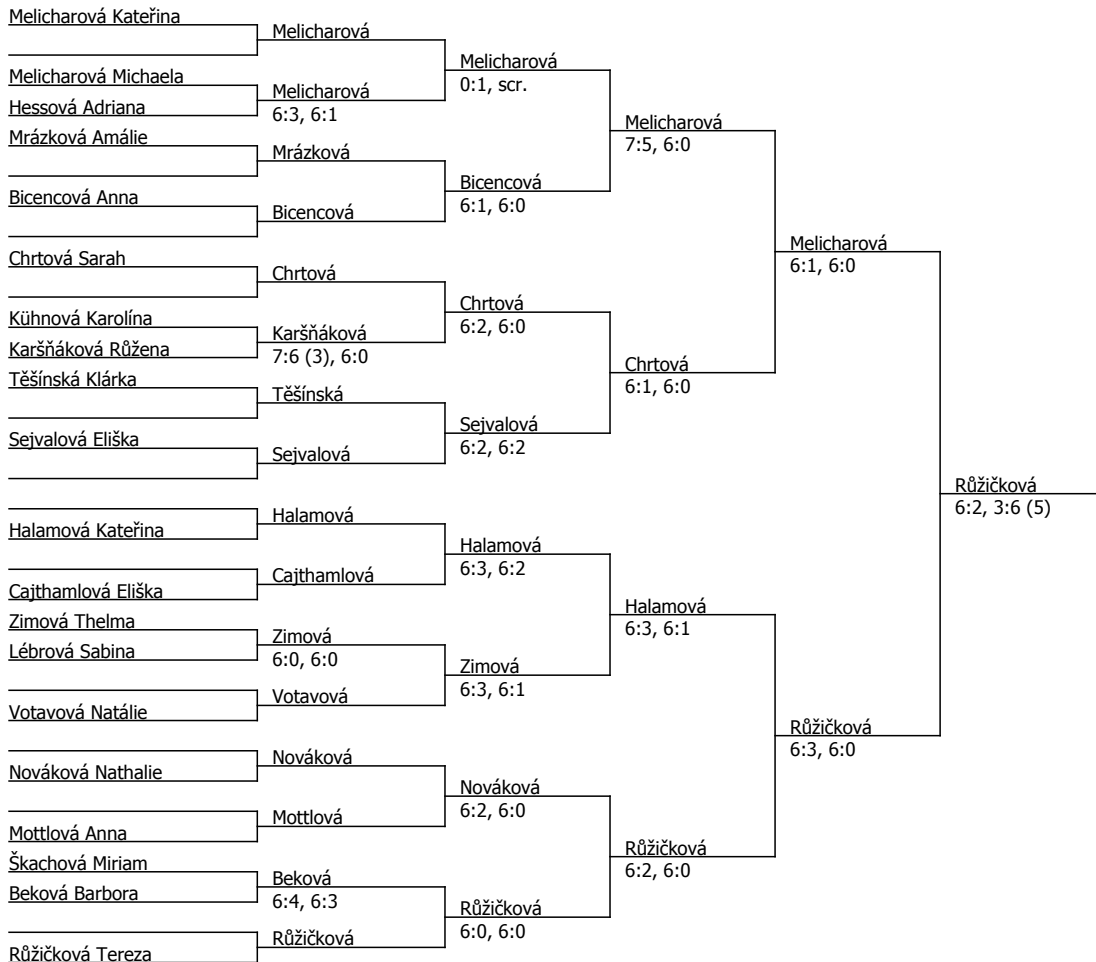 Melicharová Kateřina
Melicharová
Melicharová
0:1, scr.
Melicharová Michaela
Melicharová
6:3, 6:1
Hessová Adriana
Melicharová
7:5, 6:0
Mrázková Amálie
Mrázková
Bicencová
6:1, 6:0
Bicencová Anna
Bicencová
Melicharová
6:1, 6:0
Chrtová Sarah
Chrtová
Chrtová
6:2, 6:0
Kühnová Karolína
Karšňáková
7:6 (3), 6:0
Karšňáková Růžena
Chrtová
6:1, 6:0
Těšínská Klárka
Těšínská
Sejvalová
6:2, 6:2
Sejvalová Eliška
Sejvalová
Růžičková
6:2, 3:6 (5)
Halamová
Halamová Kateřina
Halamová
6:3, 6:2
Cajthamlová
Cajthamlová Eliška
Halamová
6:3, 6:1
Zimová Thelma
Zimová
6:0, 6:0
Lébrová Sabina
Zimová
6:3, 6:1
Votavová
Votavová Natálie
Růžičková
6:3, 6:0
Nováková
Nováková Nathalie
Nováková
6:2, 6:0
Mottlová
Mottlová Anna
Růžičková
6:2, 6:0
Škachová Miriam
Beková
6:4, 6:3
Beková Barbora
Růžičková
6:0, 6:0
Růžičková
Růžičková Tereza